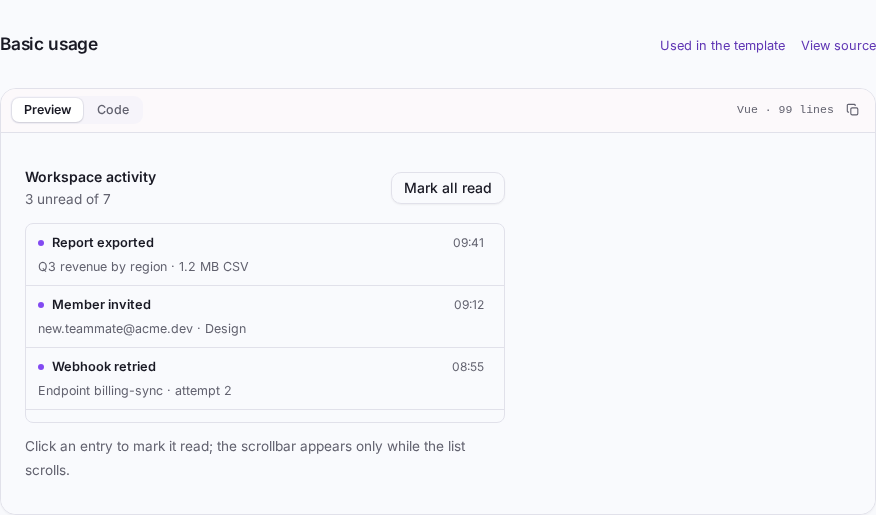 Basic usage
Used in the template
View source
Preview
Code
Vue · 99 lines
Workspace activity
3 unread of 7
Mark all read
Report exported
09:41
Q3 revenue by region · 1.2 MB CSV
Member invited
09:12
new.teammate@acme.dev · Design
Webhook retried
08:55
Endpoint billing-sync · attempt 2
Click an entry to mark it read; the scrollbar appears only while the list
scrolls.